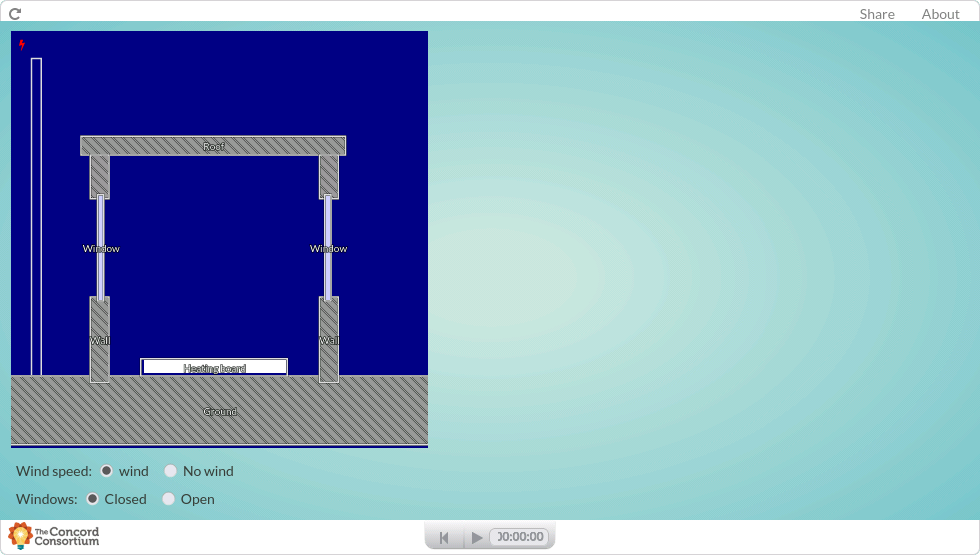 Share About
Roof
Window Window
Wall Wall
Heating board
Ground
Wind speed: wind No wind
Windows: Closed Open
The Concord
Consortium
00:00:00